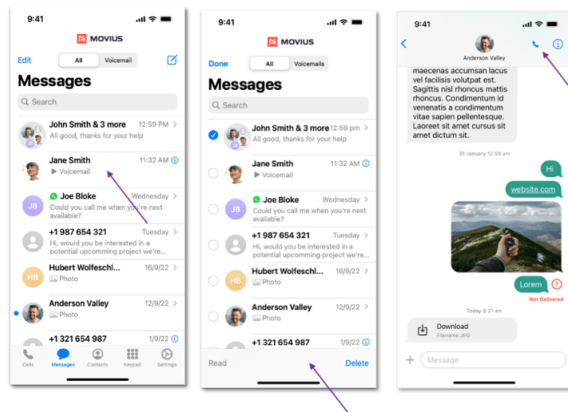 9:41
MOVIUS
Edit
All
Voicemail
Messages
Search
John Smith & 3 more
12:59 PM
All good, thanks for your help
Jane Smith
11:32 AM
Voicemail
JB
Joe Bloke
Wednesday
Could you call me when you're next
available?
+1 987 654 321
Tuesday
Hi, would you be interested in a
potential upcomming project we're...
HB
Hubert Wolfeschl...
16/9/22
Photo
Anderson Valley
12/9/22
Photo
+1 321 654 987
1/9/22
Calls
Messages
Contacts
Keypad
Settings
9:41
MOVIUS
Done
All
Voicemails
Messages
Search
John Smith & 3 more
12:59 pm
All good, thanks for your help
Jane Smith
11:32 AM
Voicemail
JB
Joe Bloke
Wednesday
Could you call me when you're next
available?
+1 987 654 321
Tuesday
Hi, would you be interested in a
potential upcomming project we're...
HB
Hubert Wolfeschl...
16/9/22
Photo
Anderson Valley
12/9/22
Photo
+1 321 654 987
1/9/22
Read
Delete
9:41
Anderson Valley
maecenas accumsan lacus
vel facilisis volutpat est.
Sagittis nisl rhoncus mattis
rhoncus. Condimentum id
venenatis a condimentum
vitae sapien pellentesque.
Laoreet sit amet cursus sit
amet dictum sit.
31 January 12:50 am
Hi
website.com
Lorem
Not Delivered
Today 9:31 am
Download
Filename.JPG
Message